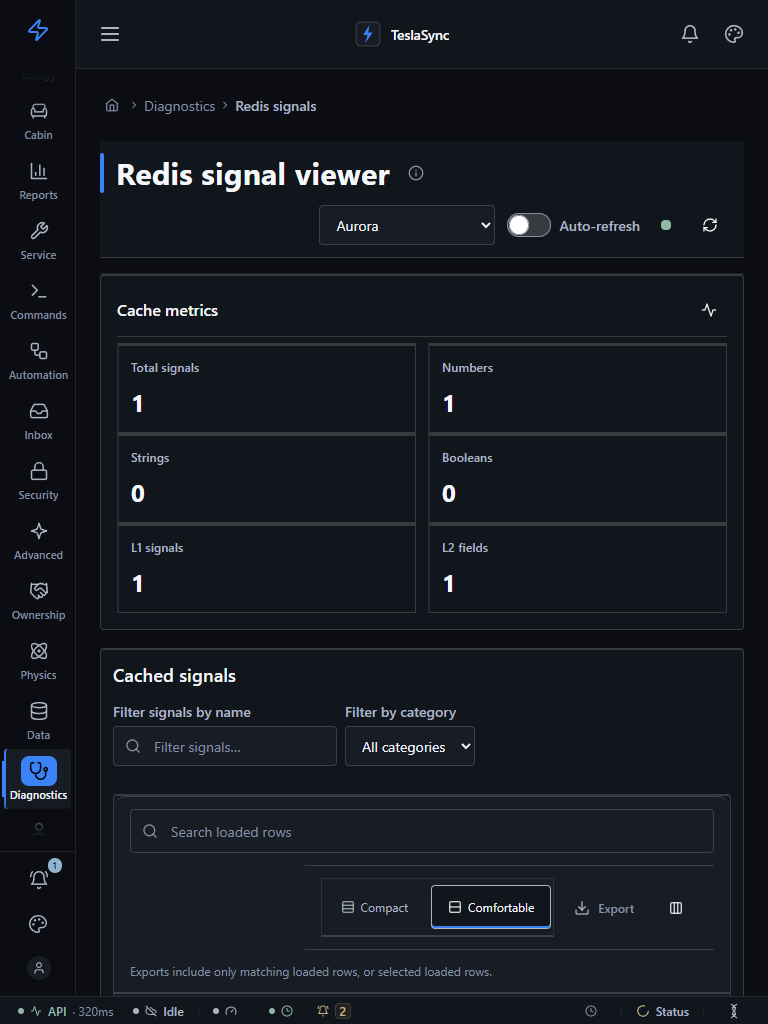 TeslaSync
Diagnostics
Redis signals
Redis signal viewer
Aurora
Auto-refresh
Cabin
Reports
Service
Commands
Automation
Inbox
Security
Advanced
Ownership
Physics
Data
Diagnostics
1
Cache metrics
Total signals
1
Numbers
1
Strings
0
Booleans
0
L1 signals
1
L2 fields
1
Cached signals
Filter signals by name
Filter by category
Filter signals...
All categories
Search loaded rows
Compact
Comfortable
Export
Exports include only matching loaded rows, or selected loaded rows.
API · 320ms
Idle
2
Status